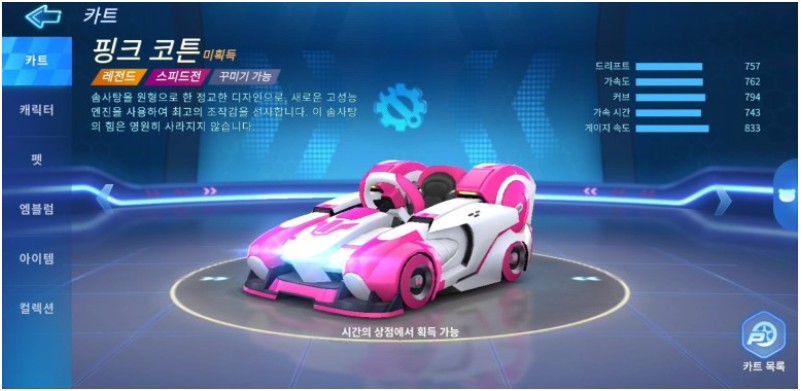 카트
핑크 코튼 미획득
레전드 스피드전 꾸미기 가능
솜사탕을 원형으로 한 정교한 디자인으로, 새로운 고성능
엔진을 사용하여 최고의 조작감을 선사합니다. 이 솜사탕
의 힘은 영원히 사라지지 않습니다.
드리프트 757
가속도 762
커브 794
가속 시간 743
게이지 속도 833
카트
캐릭터
펫
엠블럼
아이템
컬렉션
시간의 상점에서 획득 가능
카트 목록